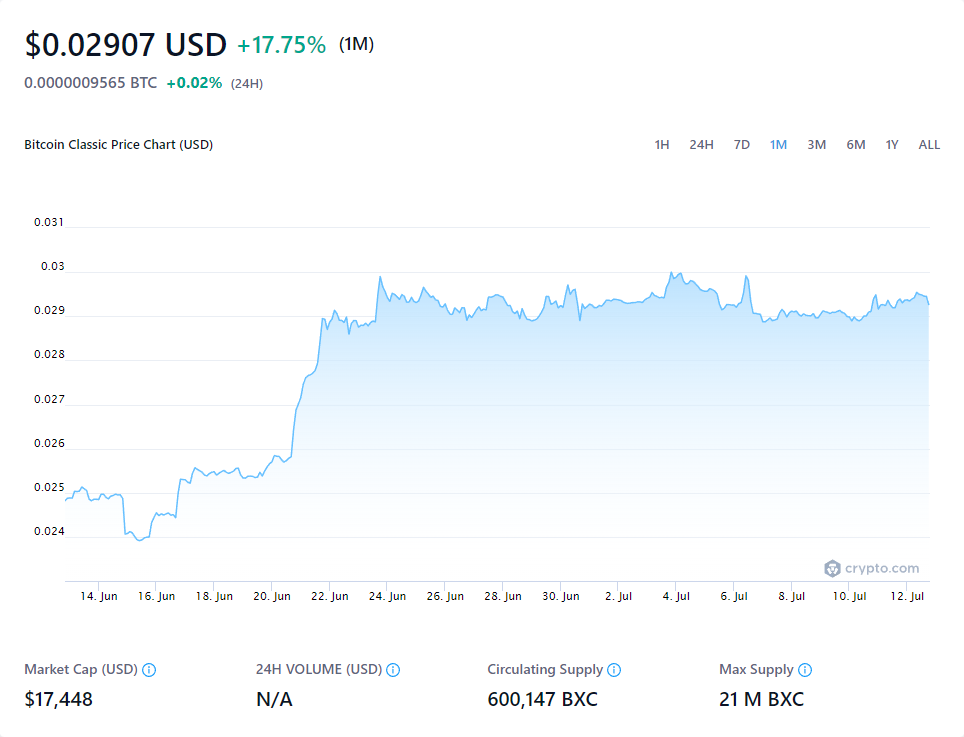 $0.02907 USD +17.75% (1M)
0.0000009565 BTC +0.02% (24H)
Bitcoin Classic Price Chart (USD) 1H 24H 7D 1M 3M 6M 1Y ALL
0.031
0.03
0.029
0.028
0.027
0.026
0.025
0.024
crypto.com
14. Jun 16. Jun 18. Jun 20. Jun 22. Jun 24. Jun 26. Jun 28. Jun 30. Jun 2. Jul 4. Jul 6. Jul 8. Jul 10. Jul 12. Jul
Market Cap (USD) 24H VOLUME (USD) Circulating Supply Max Supply
$17,448 N/A 600,147 BXC 21 M BXC